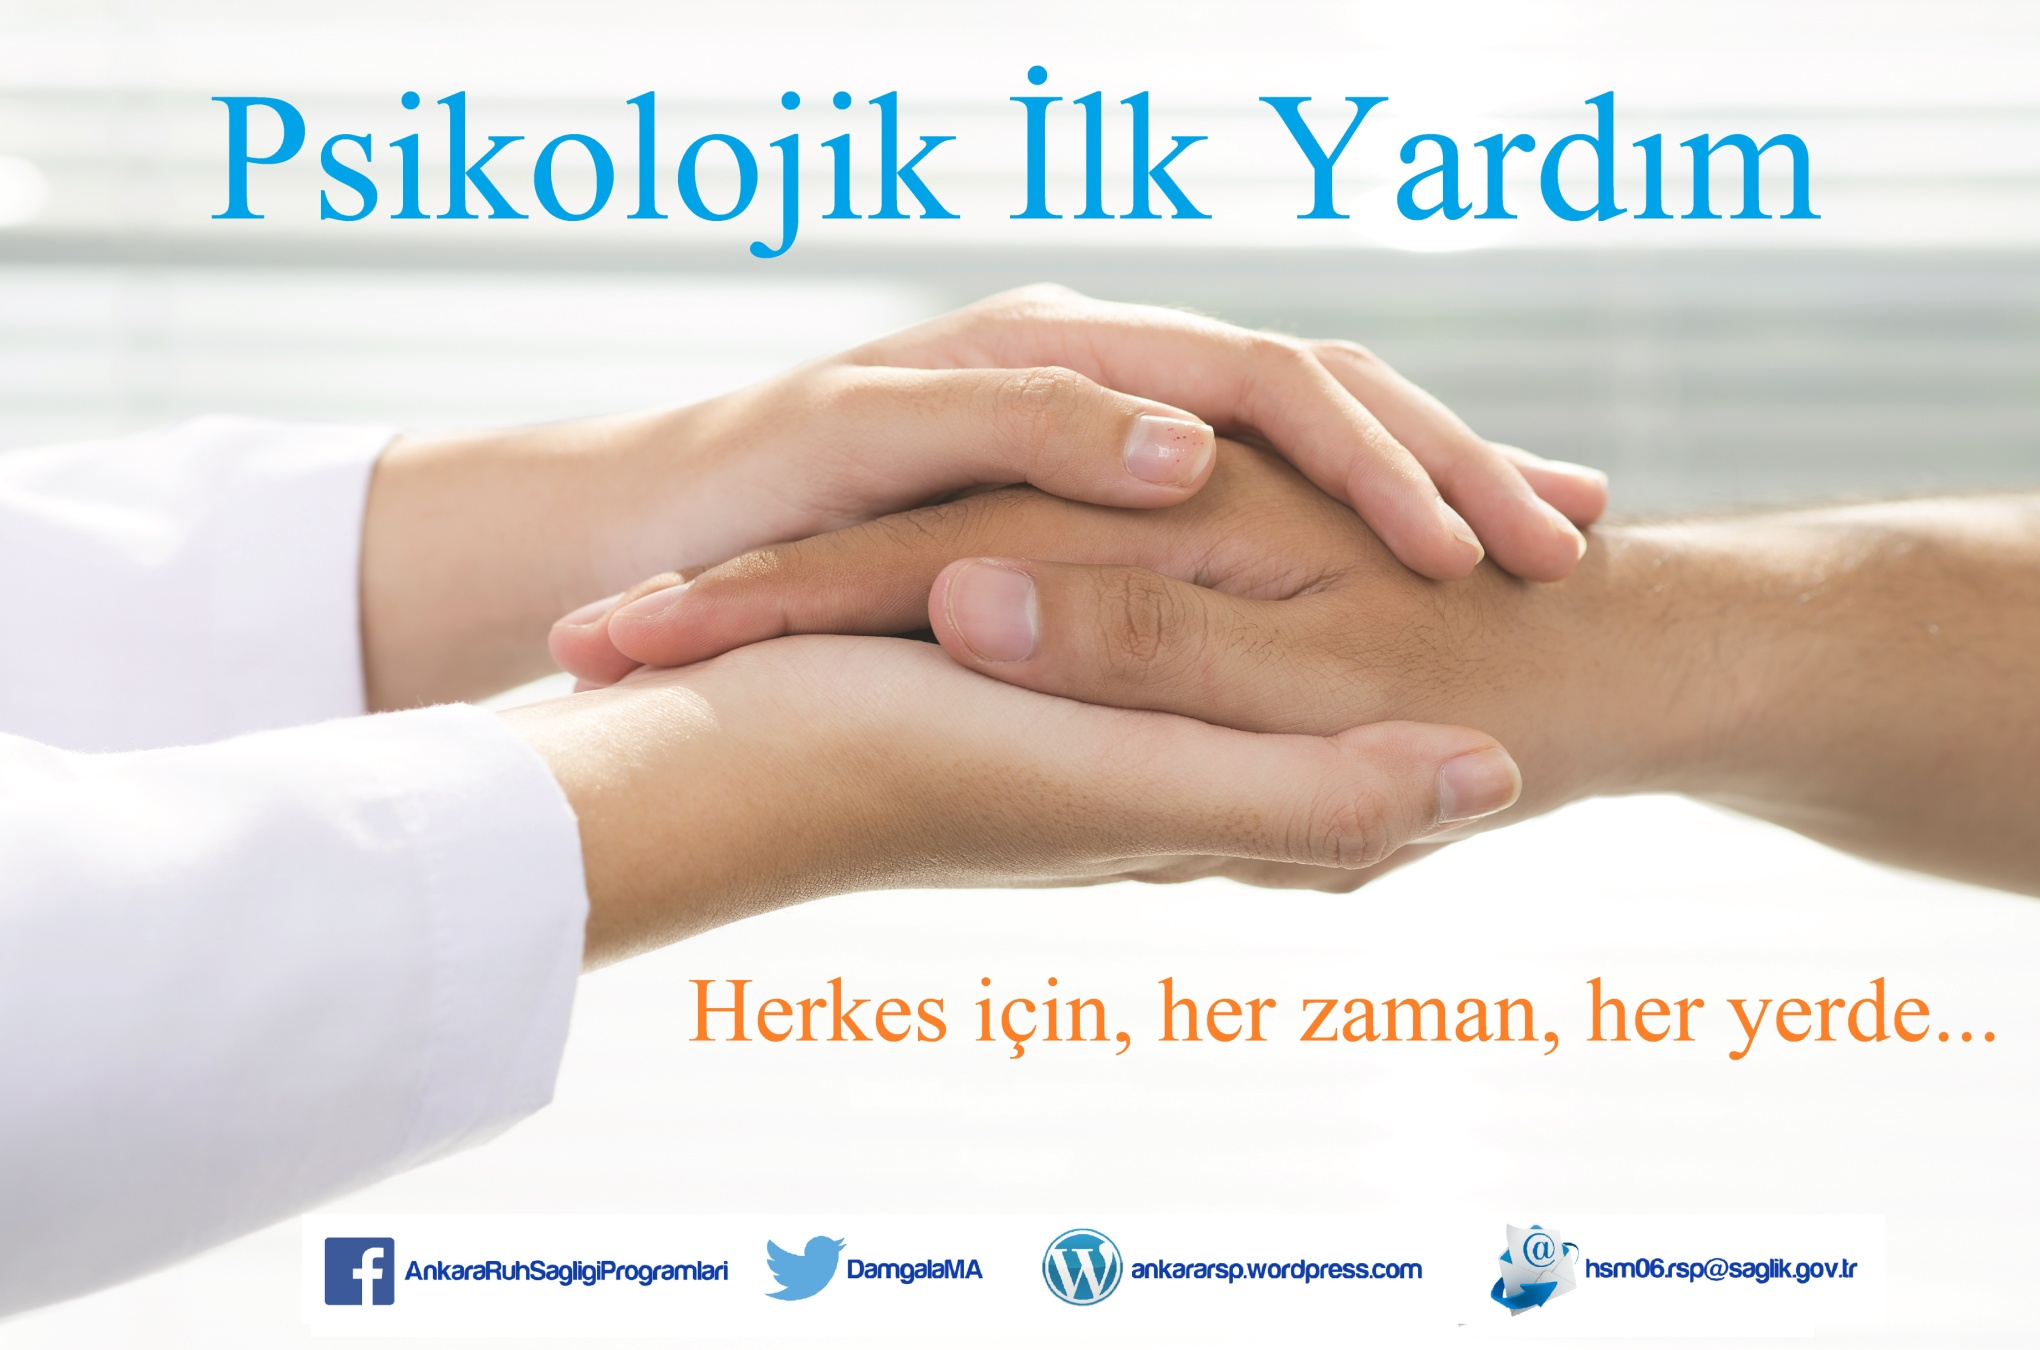 Psikolojik İlk Yardım
Herkes için, her zaman, her yerde...
AnkaraRuhSagligiProgramlari DamgalaMA ankararsp.wordpress.com hsm06.rsp@saglik.gov.tr